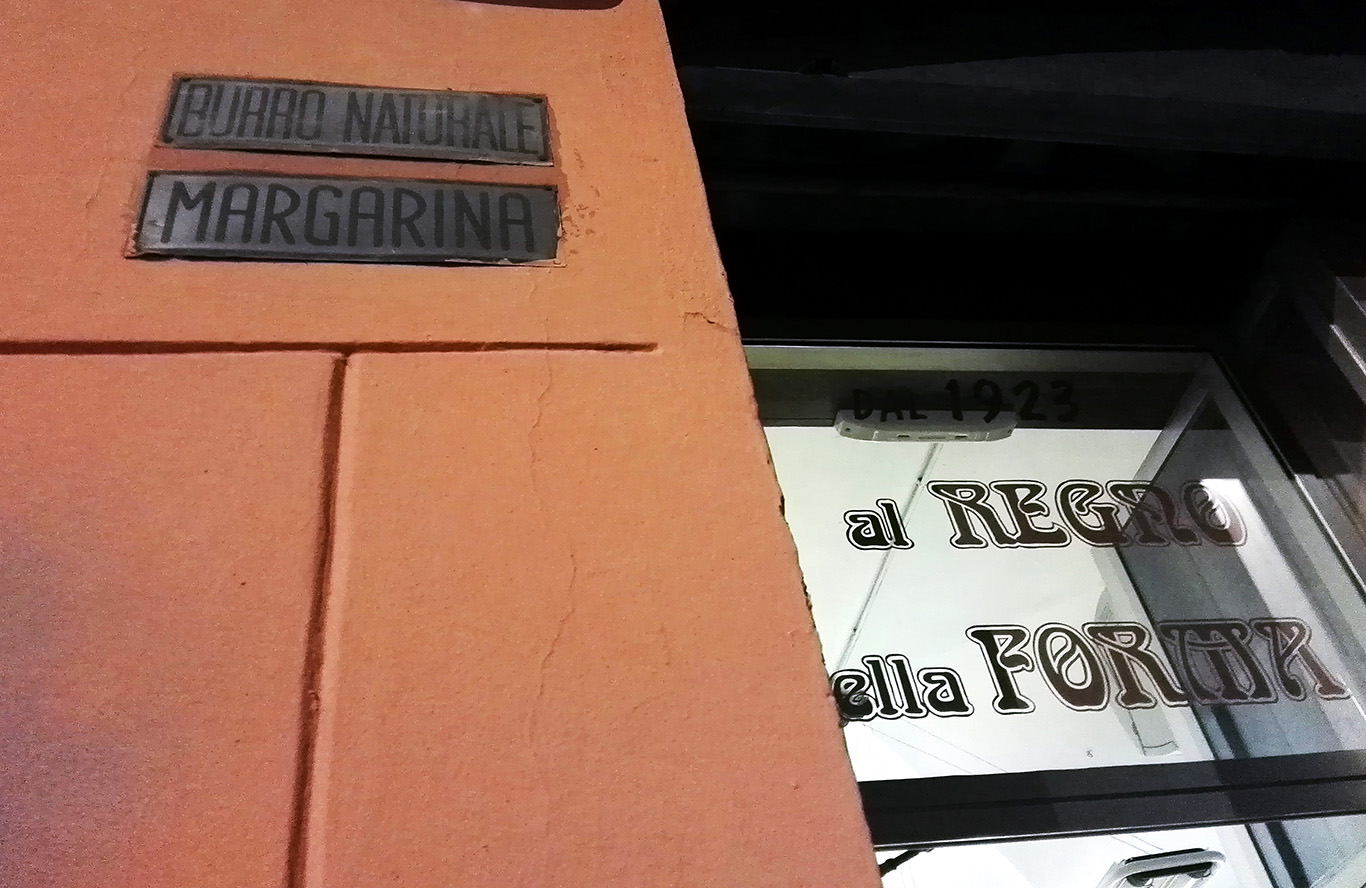 BURRO NATURALE
MARGARINA
DAL 1923
al REGNO
ella FORMA